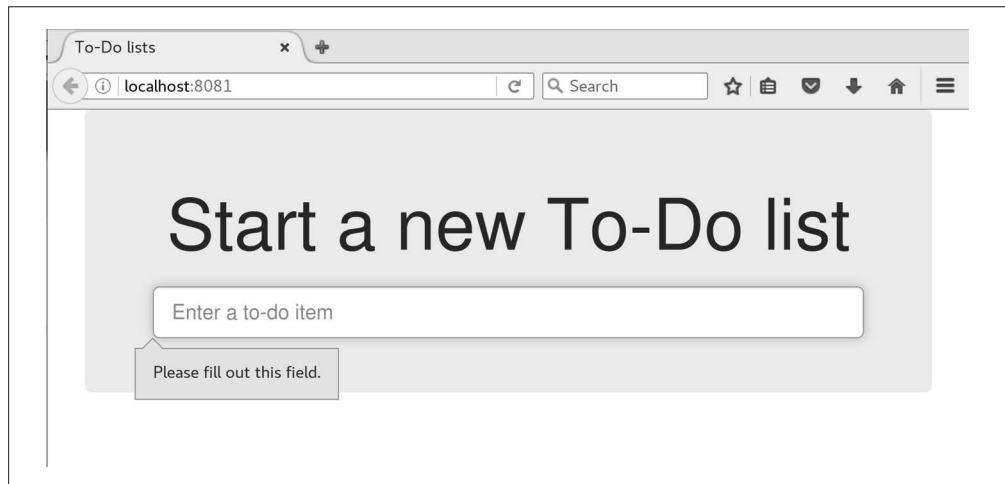 To-Do lists
localhost:8081
Search
Start a new To-Do list
Enter a to-do item
Please fill out this field.